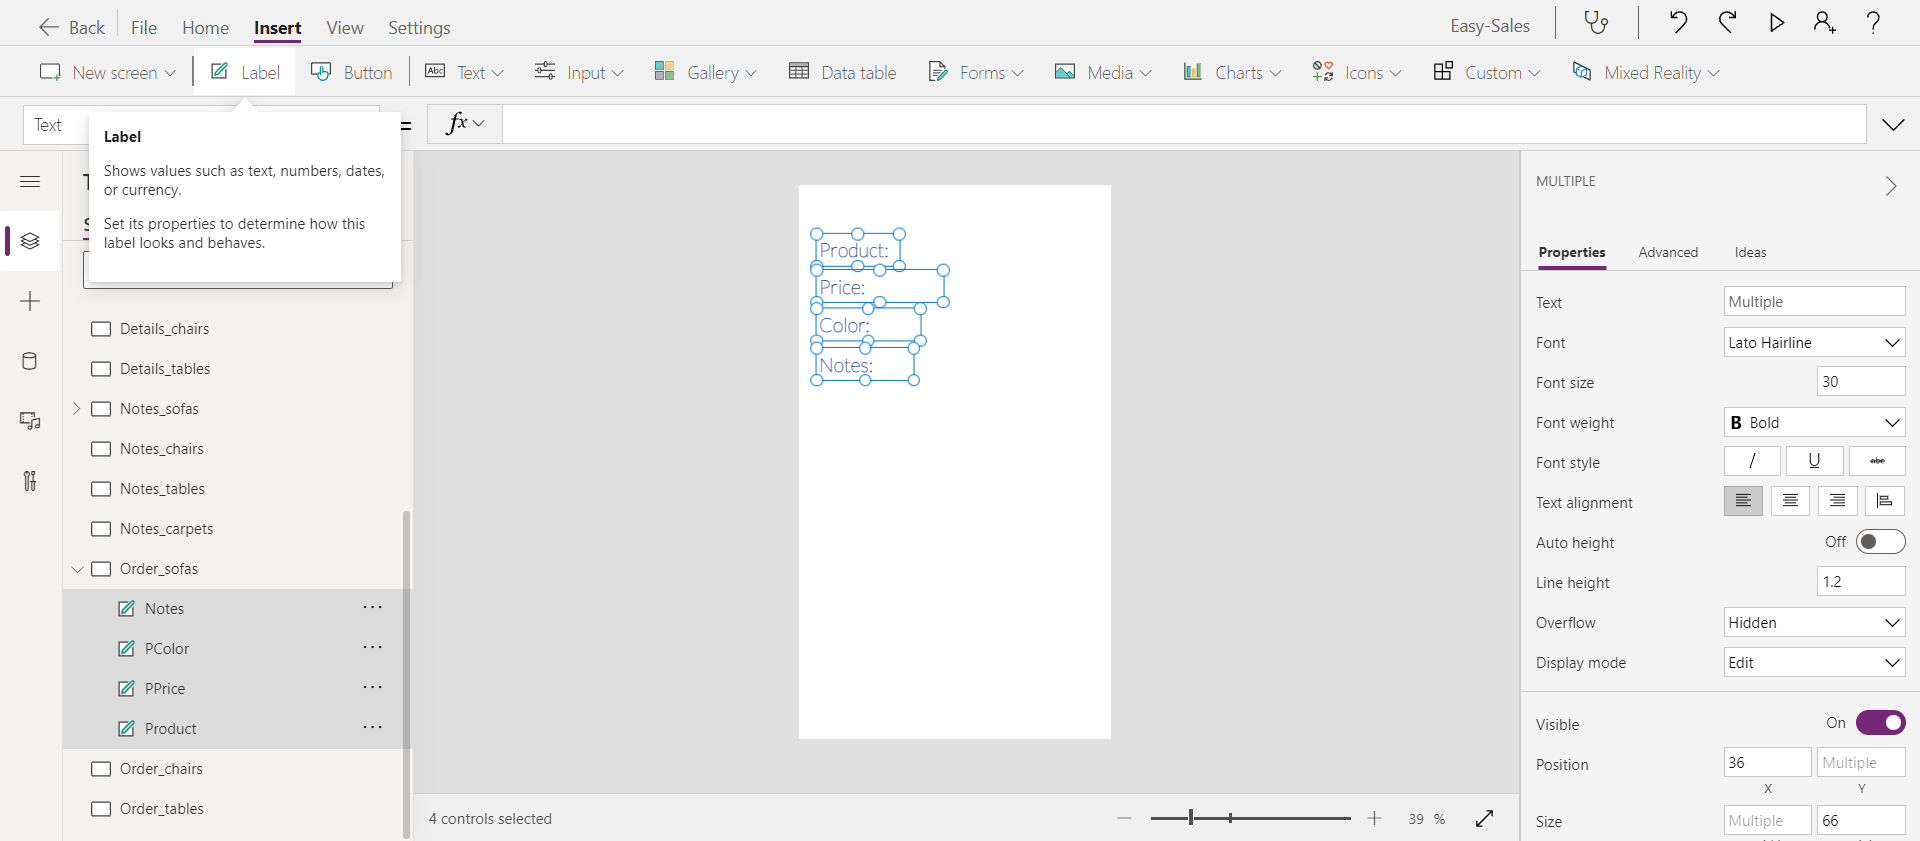 Back File Home Insert View Settings Easy-Sales
New screen Label Button Abc Text Input Gallery Data table Forms Media Charts Icons Custom Mixed Reality
Text = fx
Label
Shows values such as text, numbers, dates,
or currency.
Set its properties to determine how this
label looks and behaves.
Details_chairs
Details_tables
Notes_sofas
Notes_chairs
Notes_tables
Notes_carpets
Order_sofas
Notes
PColor
PPrice
Product
Order_chairs
Order_tables
Product:
Price:
Color:
Notes:
4 controls selected
39 %
MULTIPLE
Properties Advanced Ideas
Text Multiple
Font Lato Hairline
Font size 30
Font weight B Bold
Font style / U abc
Text alignment
Auto height Off
Line height 1.2
Overflow Hidden
Display mode Edit
Visible On
Position 36 Multiple
X Y
Size Multiple 66